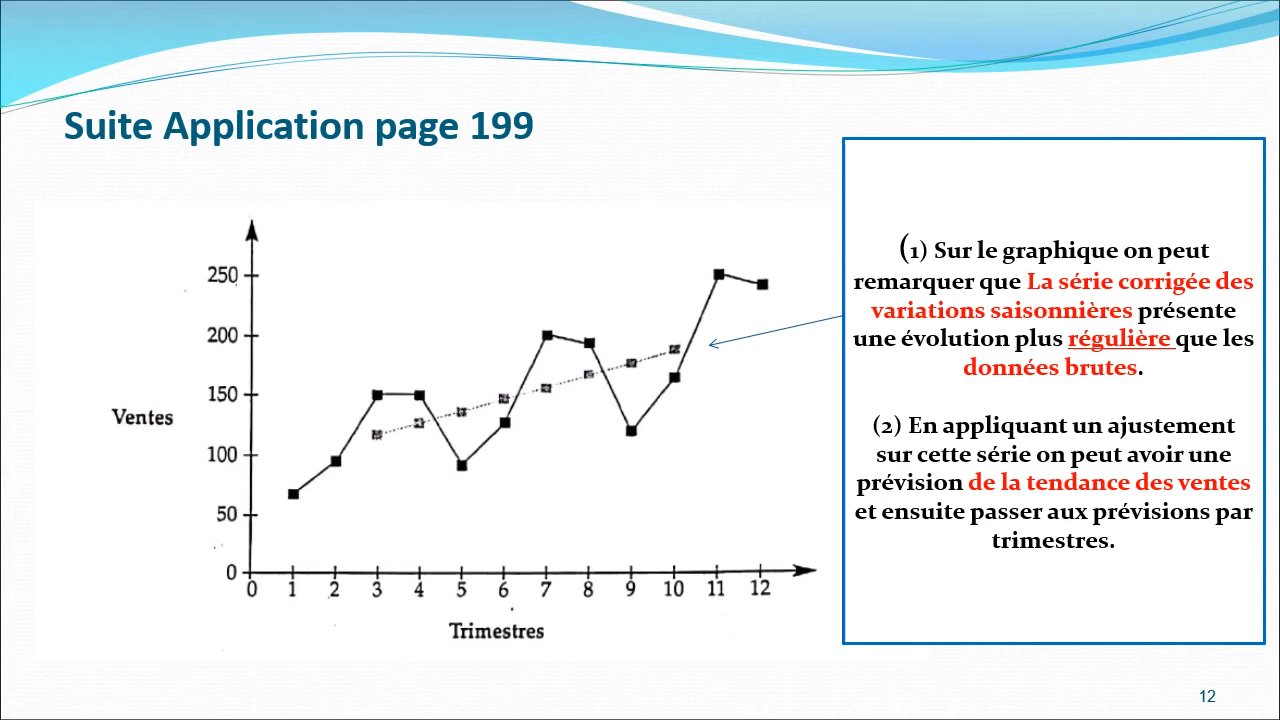 Suite Application page 199
250
200
150
100
50
0
Ventes
0 1 2 3 4 5 6 7 8 9 10 11 12
Trimestres
(1) Sur le graphique on peut
remarquer que La série corrigée des
variations saisonnières présente
une évolution plus régulière que les
données brutes.
(2) En appliquant un ajustement
sur cette série on peut avoir une
prévision de la tendance des ventes
et ensuite passer aux prévisions par
trimestres.
12